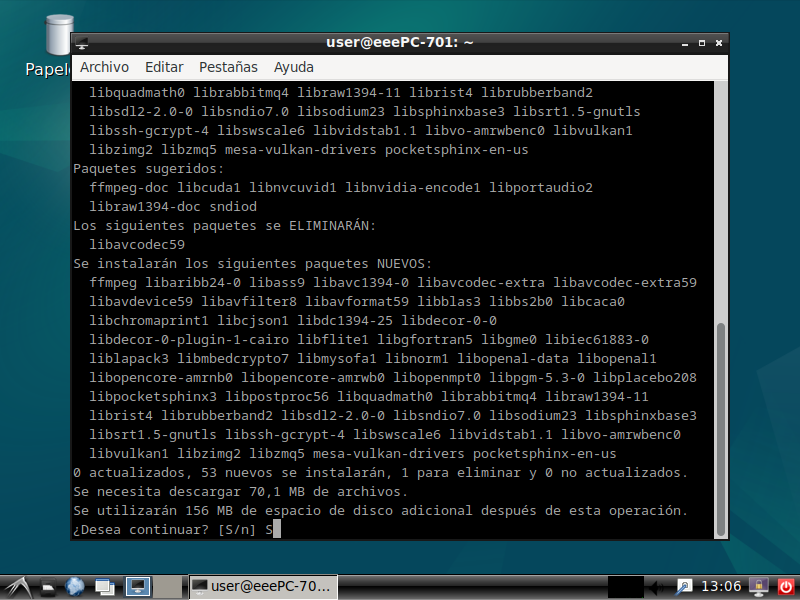 user@eeePC-701: ~
Archivo Editar Pestañas Ayuda
libquadmath0 librabbitmq4 libraw1394-11 librist4 librubberband2
libsdl2-2.0-0 libsndio7.0 libsodium23 libsphinxbase3 libsrt1.5-gnutls
libssh-gcrypt-4 libswscale6 libvidstab1.1 libvo-amrwbenc0 libvulkan1
libzimg2 libzmq5 mesa-vulkan-drivers pocketsphinx-en-us
Paquetes sugeridos:
ffmpeg-doc libcuda1 libnvcuvid1 libnvidia-encode1 libportaudio2
libraw1394-doc sndiod
Los siguientes paquetes se ELIMINARÁN:
libavcodec59
Se instalarán los siguientes paquetes NUEVOS:
ffmpeg libaribb24-0 libass9 libavc1394-0 libavcodec-extra libavcodec-extra59
libavdevice59 libavfilter8 libavformat59 libblas3 libbs2b0 libcaca0
libchromaprint1 libcjson1 libdc1394-25 libdecor-0-0
libdecor-0-plugin-1-cairo libflite1 libgfortran5 libgme0 libiec61883-0
liblapack3 libmbedcrypto7 libmysofa1 libnorm1 libopenal-data libopenal1
libopencore-amrnb0 libopencore-amrwb0 libopenmpt0 libpgm-5.3-0 libplacebo208
libpocketsphinx3 libpostproc56 libquadmath0 librabbitmq4 libraw1394-11
librist4 librubberband2 libsdl2-2.0-0 libsndio7.0 libsodium23 libsphinxbase3
libsrt1.5-gnutls libssh-gcrypt-4 libswscale6 libvidstab1.1 libvo-amrwbenc0
libvulkan1 libzimg2 libzmq5 mesa-vulkan-drivers pocketsphinx-en-us
0 actualizados, 53 nuevos se instalarán, 1 para eliminar y 0 no actualizados.
Se necesita descargar 70,1 MB de archivos.
Se utilizarán 156 MB de espacio de disco adicional después de esta operación.
¿Desea continuar? [S/n] S
Papel
user@eeePC-70...
13:06